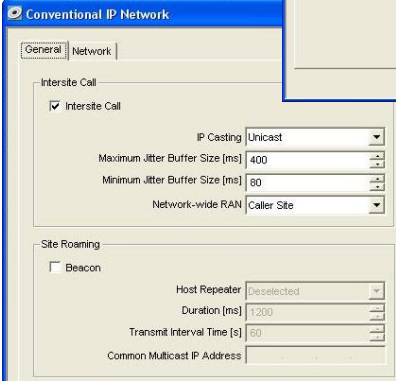 Conventional IP Network
General Network
Intersite Call
Intersite Call
IP Casting Unicast
Maximum Jitter Buffer Size [ms] 400
Minimum Jitter Buffer Size [ms] 80
Network-wide RAN Caller Site
Site Roaming
Beacon
Host Repeater Deselected
Duration [ms] 1200
Transmit Interval Time [s] 60
Common Multicast IP Address . . .